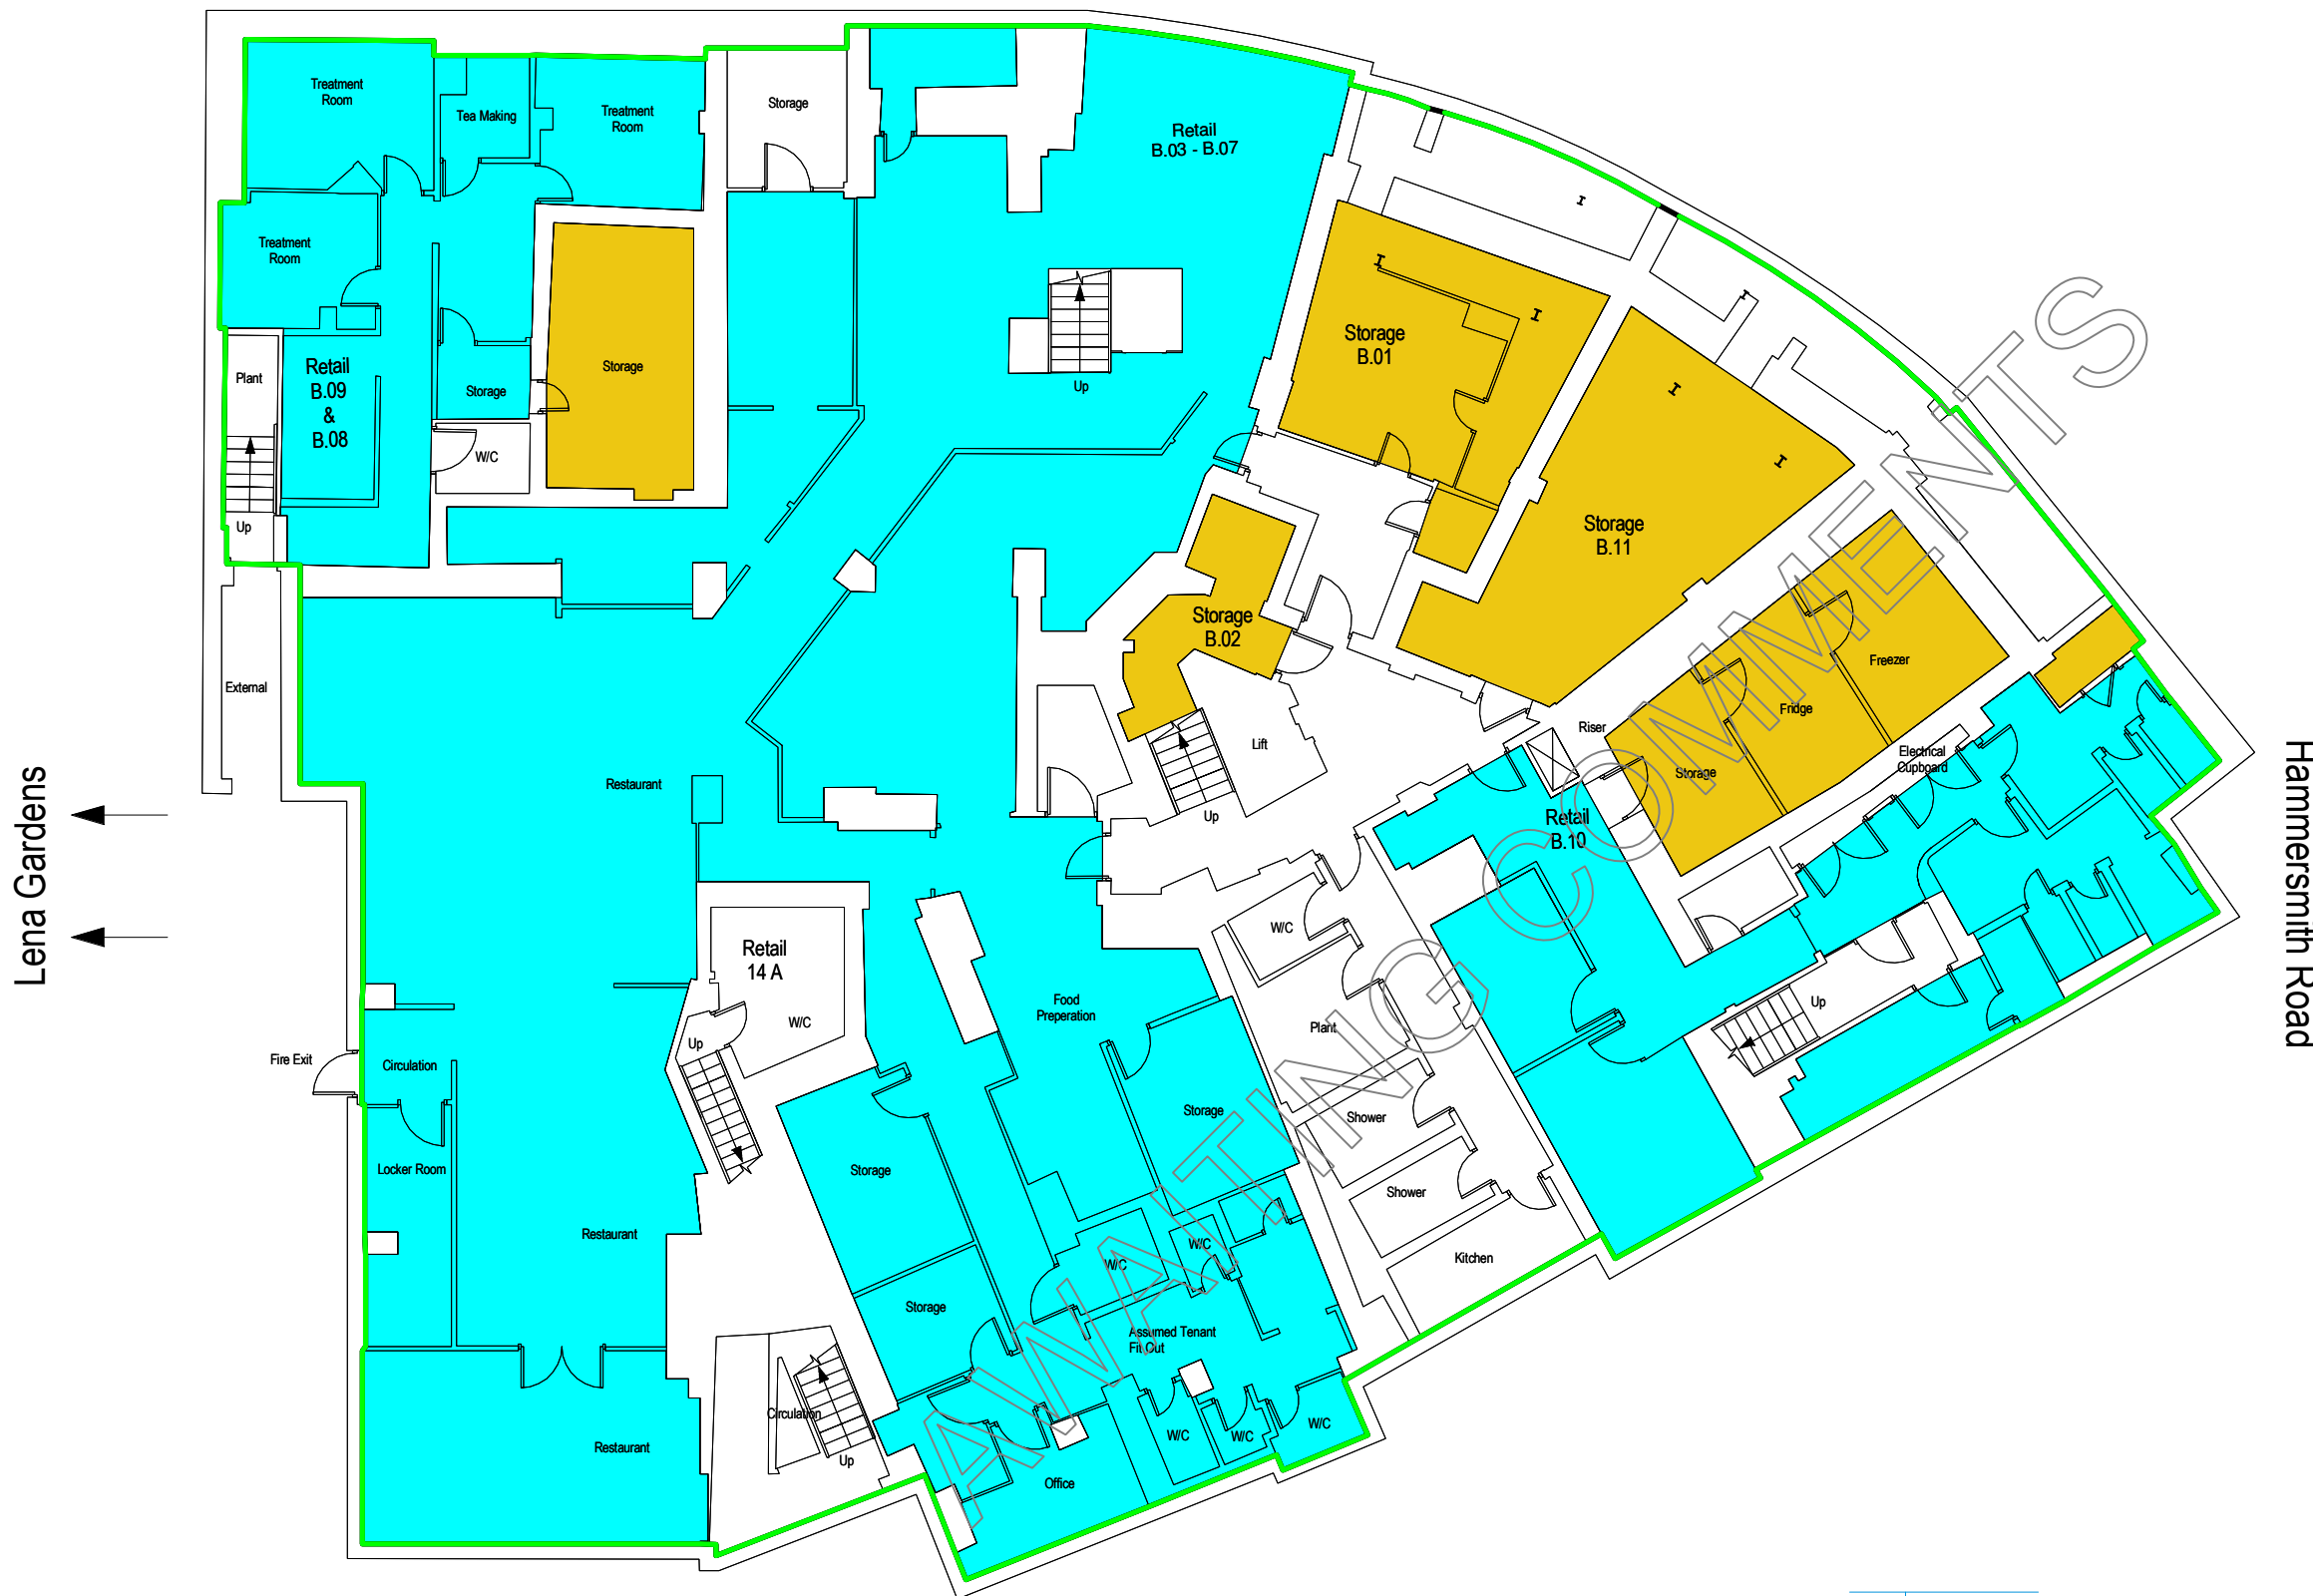 Treatment
Room
Tea Making
Treatment
Room
Storage
Retail
B.03 - B.07
Treatment
Room
Storage
B.01
Storage
Plant
Retail
B.09
&
B.08
Storage
Up
W/C
Up
Storage
B.11
Storage
B.02
External
Freezer
Fridge
Riser
Lift
Storage
Electrical
Cupboard
Restaurant
Up
Retail
B.10
Lena Gardens
Hammersmith Road
Retail
14 A
W/C
W/C
Food
Preperation
Up
Plant
Up
Fire Exit
Circulation
Storage
Shower
Locker Room
Storage
Shower
Restaurant
W/C
W/C
Kitchen
Storage
Assumed Tenant
Fit Out
Circulation
W/C
W/C
W/C
Restaurant
Up
Office
AWAITING COMMENTS